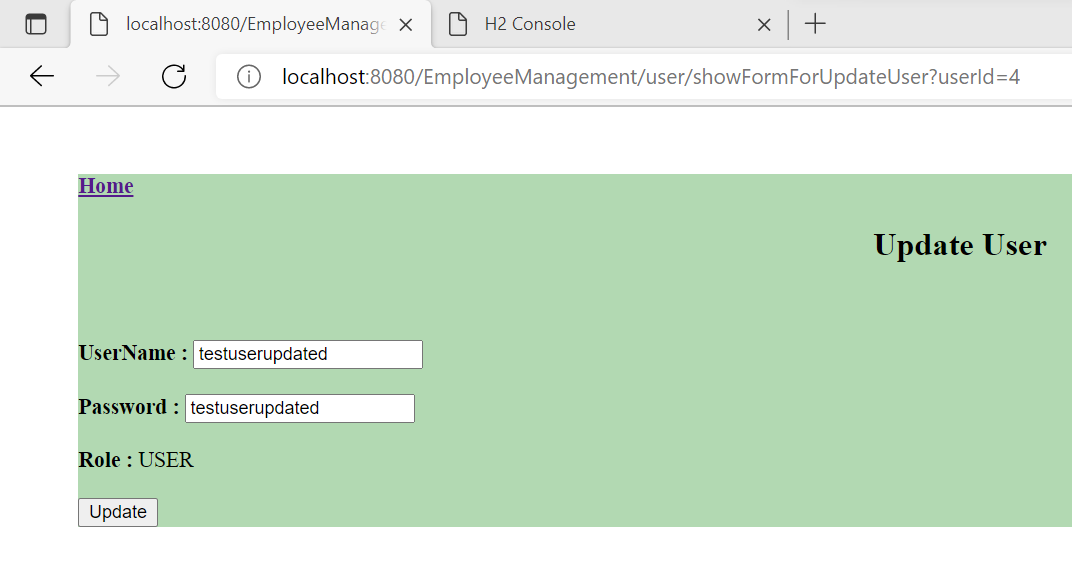 localhost:8080/EmployeeManage
H2 Console
localhost:8080/EmployeeManagement/user/showFormForUpdateUser?userId=4
Home
Update User
UserName : testuserupdated
Password : testuserupdated
Role : USER
Update